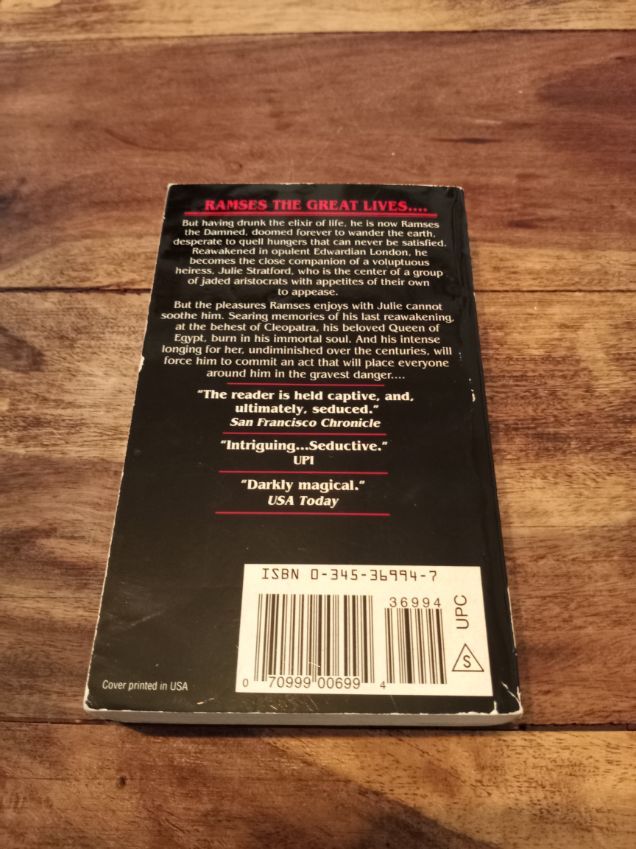 RAMSES THE GREAT LIVES....
But having drunk the elixir of life, he is now Ramses
the Damned, doomed forever to wander the earth,
desperate to quell hungers that can never be satisfied.
Reawakened in opulent Edwardian London, he
becomes the close companion of a voluptuous
heiress, Julie Stratford, who is the center of a group
of jaded aristocrats with appetites of their own
to appease.
But the pleasures Ramses enjoys with Julie cannot
soothe him. Searing memories of his last reawakening,
at the behest of Cleopatra, his beloved Queen of
Egypt, burn in his immortal soul. And his intense
longing for her, undiminished over the centuries, will
force him to commit an act that will place everyone
around him in the gravest danger....
"The reader is held captive, and,
ultimately, seduced."
San Francisco Chronicle
"Intriguing...Seductive."
UPI
"Darkly magical."
USA Today
ISBN 0-345-36994-7
36994
0 70999 00699 4
UPC
S
Cover printed in USA